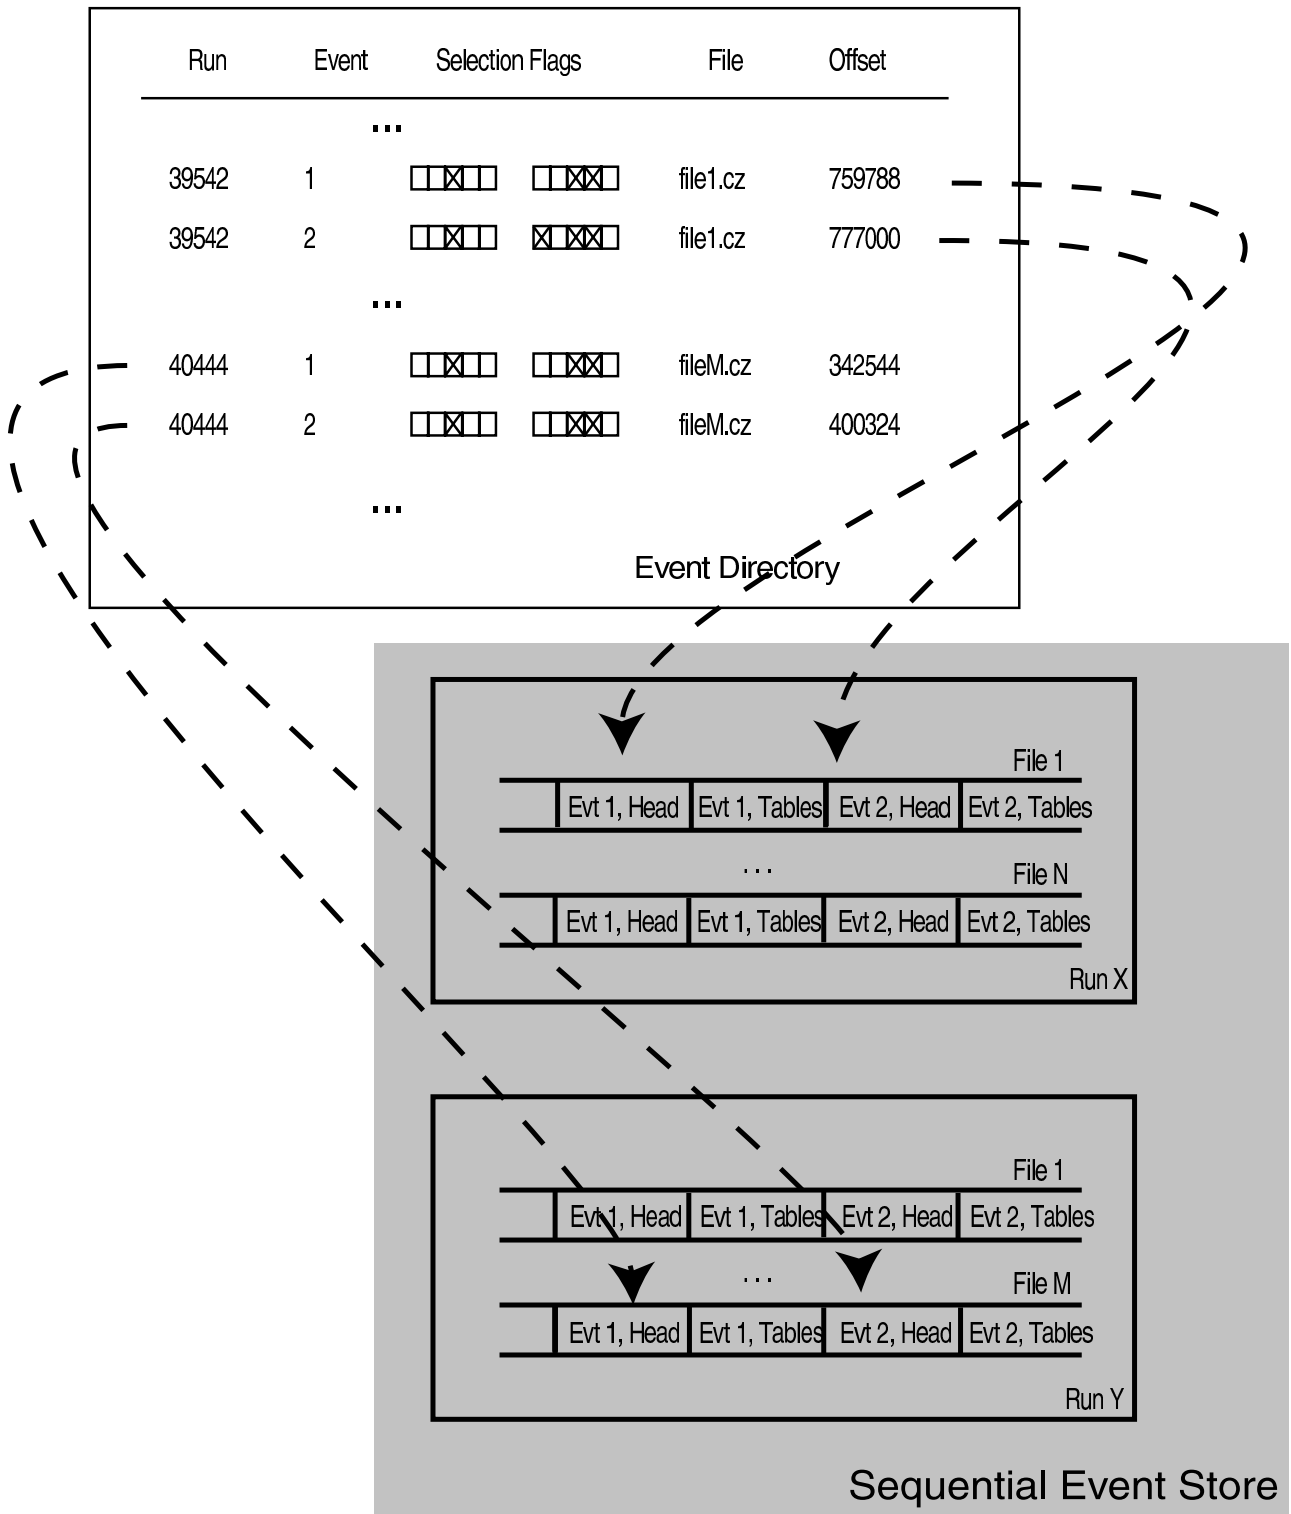 Run Event Selection Flags File Offset
...
39542 1 file1.cz 759788
39542 2 file1.cz 777000
...
40444 1 fileM.cz 342544
40444 2 fileM.cz 400324
...
Event Directory
File 1
Evt 1, Head Evt 1, Tables Evt 2, Head Evt 2, Tables
...
File N
Evt 1, Head Evt 1, Tables Evt 2, Head Evt 2, Tables
Run X
File 1
Evt 1, Head Evt 1, Tables Evt 2, Head Evt 2, Tables
...
File M
Evt 1, Head Evt 1, Tables Evt 2, Head Evt 2, Tables
Run Y
Sequential Event Store